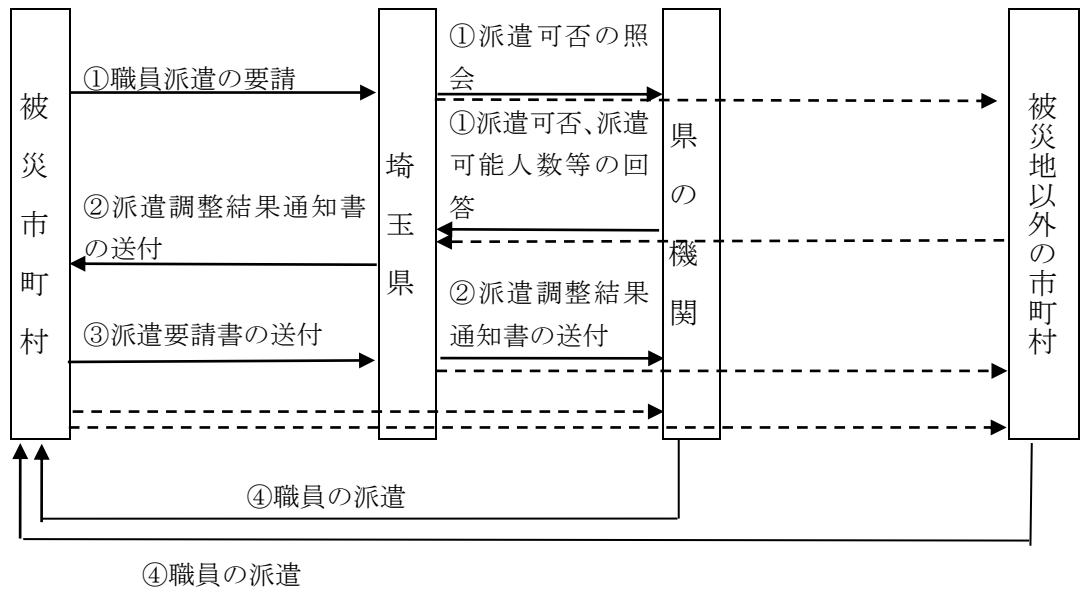 被災市町村
①職員派遣の要請
②派遣調整結果通知書
の送付
③派遣要請書の送付
埼玉県
①派遣可否の照
会
①派遣可否、派遣
可能人数等の回
答
②派遣調整結果
通知書の送付
県の機関
被災地以外の市町村
④職員の派遣
④職員の派遣